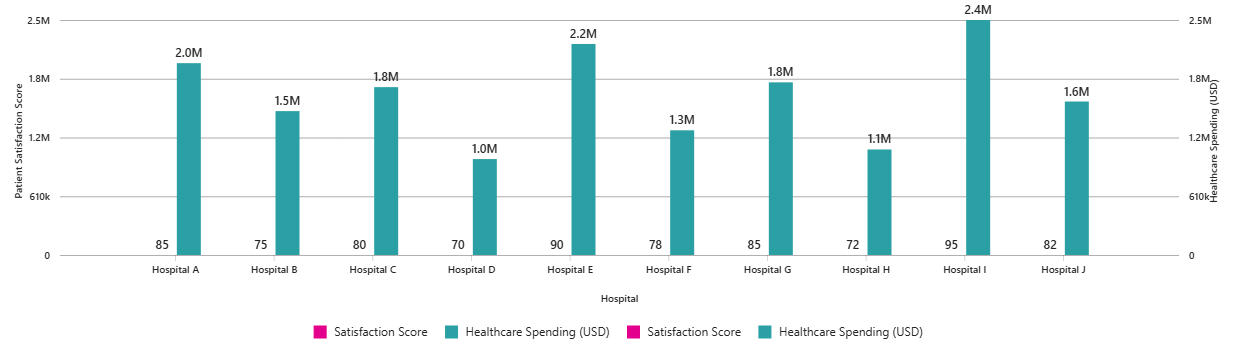 2.5M
1.8M
1.2M
610k
0
Patient Satisfaction Score
2.0M
1.5M
1.8M
1.0M
2.2M
1.3M
1.8M
1.1M
2.4M
1.6M
85
75
80
70
90
78
85
72
95
82
2.5M
1.8M
1.2M
610k
0
Healthcare Spending (USD)
Hospital A
Hospital B
Hospital C
Hospital D
Hospital E
Hospital F
Hospital G
Hospital H
Hospital I
Hospital J
Hospital
Satisfaction Score
Healthcare Spending (USD)
Satisfaction Score
Healthcare Spending (USD)